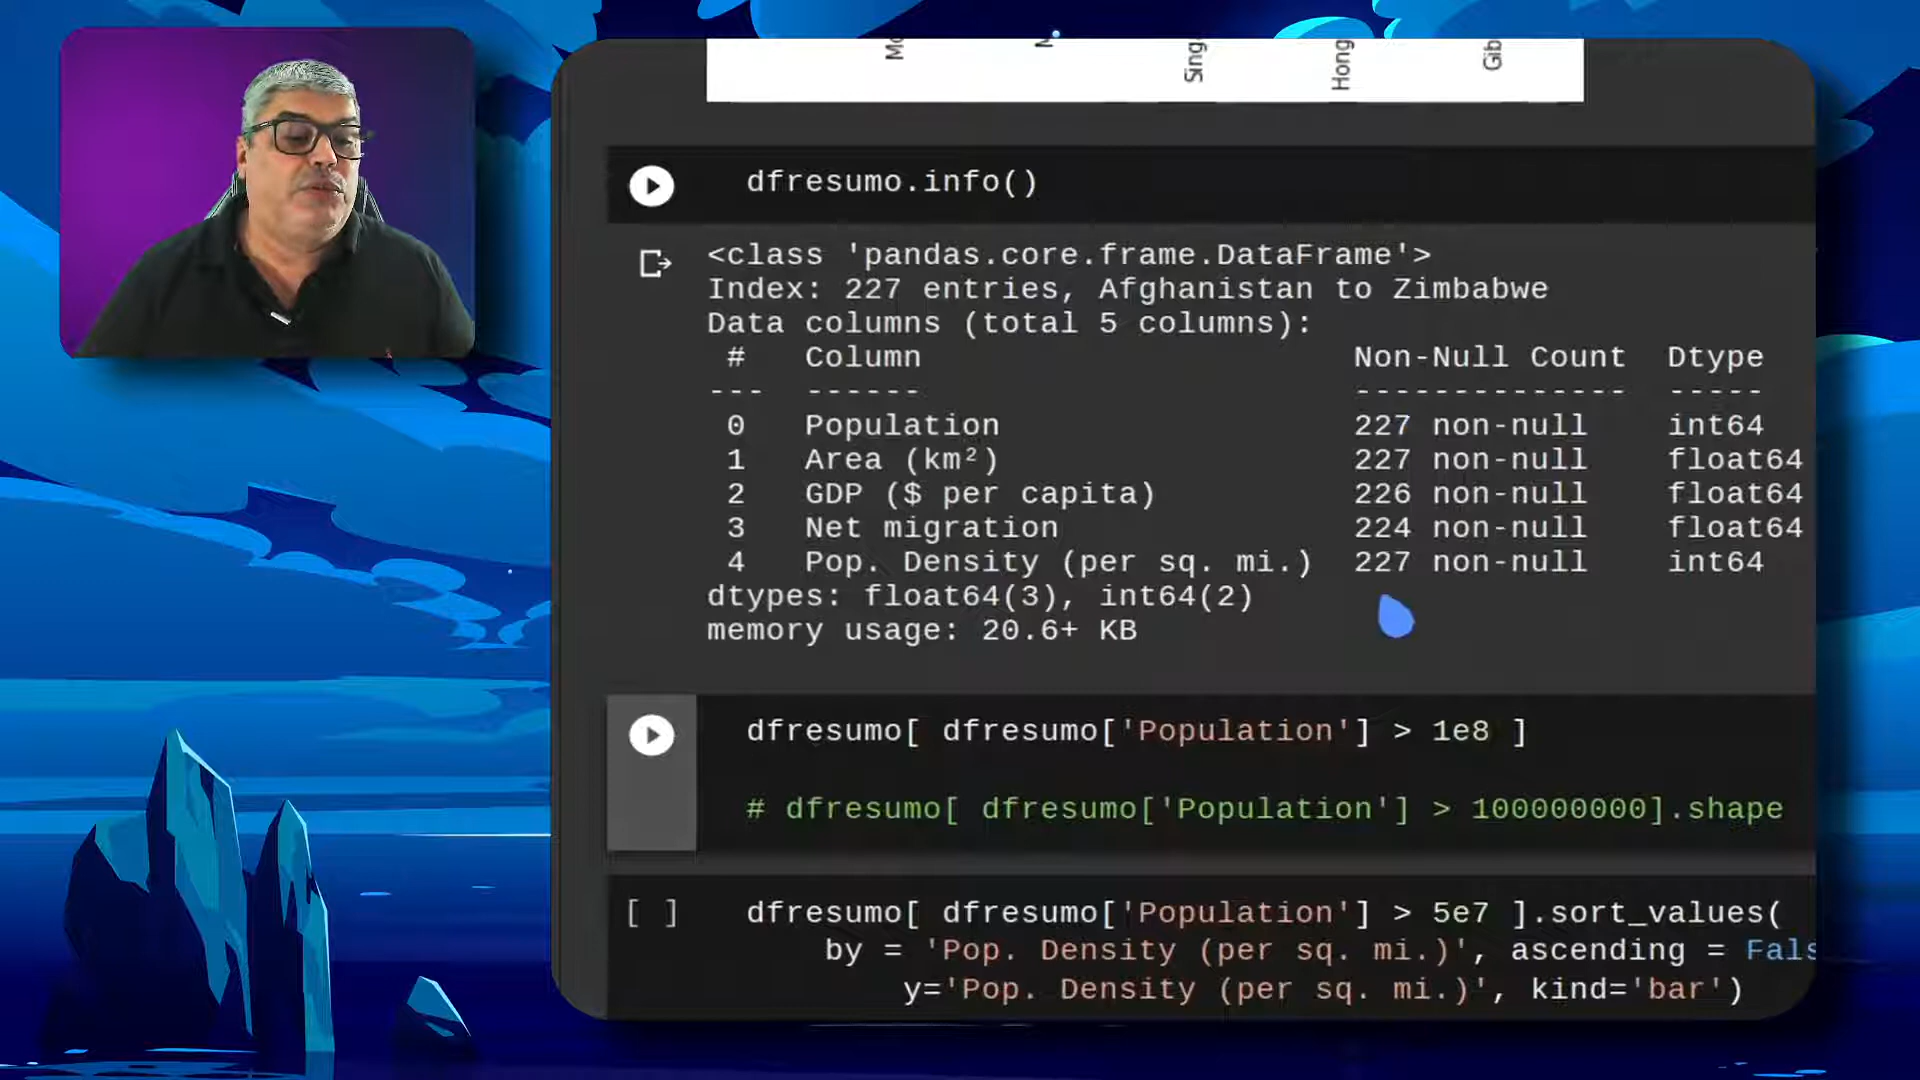 Sing
Hong
Gib
dfresumo.info()
<class 'pandas.core.frame.DataFrame'>
Index: 227 entries, Afghanistan to Zimbabwe
Data columns (total 5 columns):
# Column Non-Null Count Dtype
--- ------ -------------- -----
0 Population 227 non-null int64
1 Area (km²) 227 non-null float64
2 GDP ($ per capita) 226 non-null float64
3 Net migration 224 non-null float64
4 Pop. Density (per sq. mi.) 227 non-null int64
dtypes: float64(3), int64(2)
memory usage: 20.6+ KB
dfresumo[ dfresumo['Population'] > 1e8 ]
# dfresumo[ dfresumo['Population'] > 100000000].shape
[ ] dfresumo[ dfresumo['Population'] > 5e7 ].sort_values(
by = 'Pop. Density (per sq. mi.)', ascending = Fals
y='Pop. Density (per sq. mi.)', kind='bar')